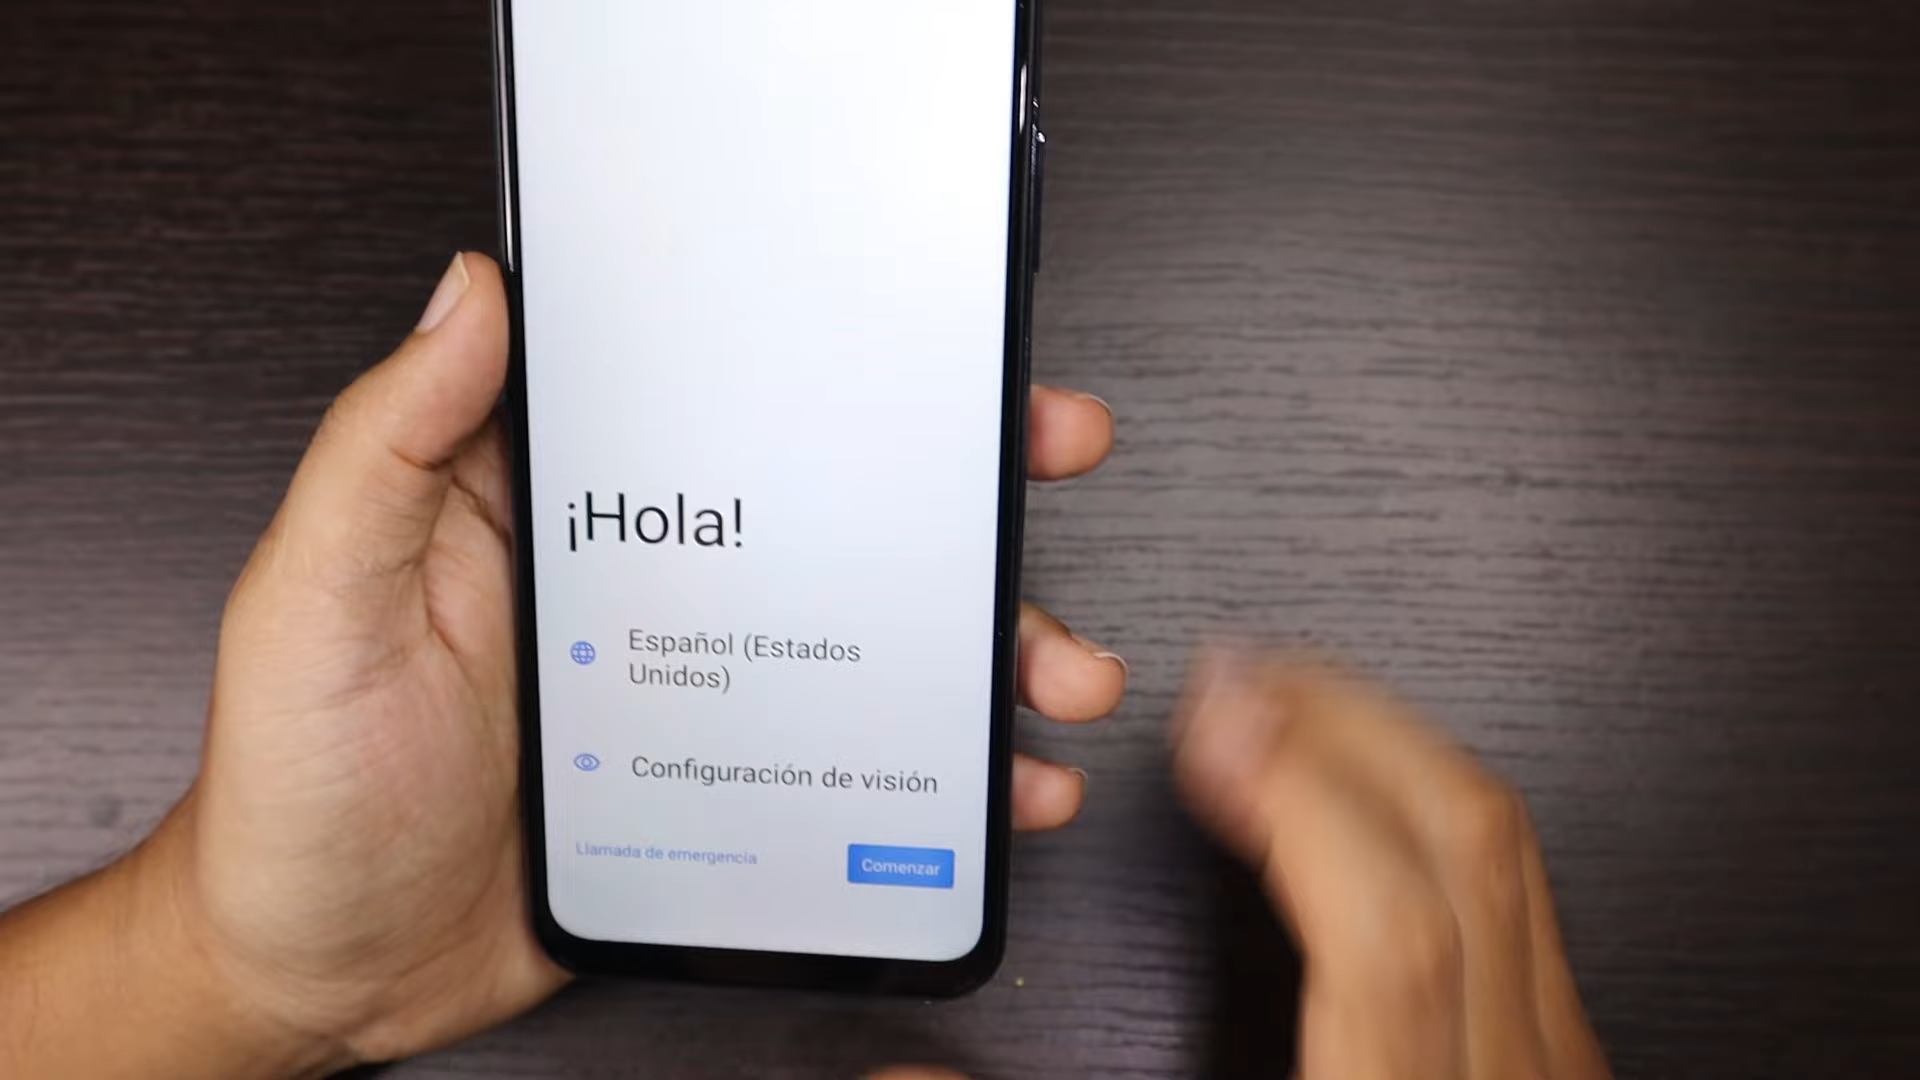 ¡Hola!
Español (Estados
Unidos)
Configuración de visión
Llamada de emergencia
Comenzar